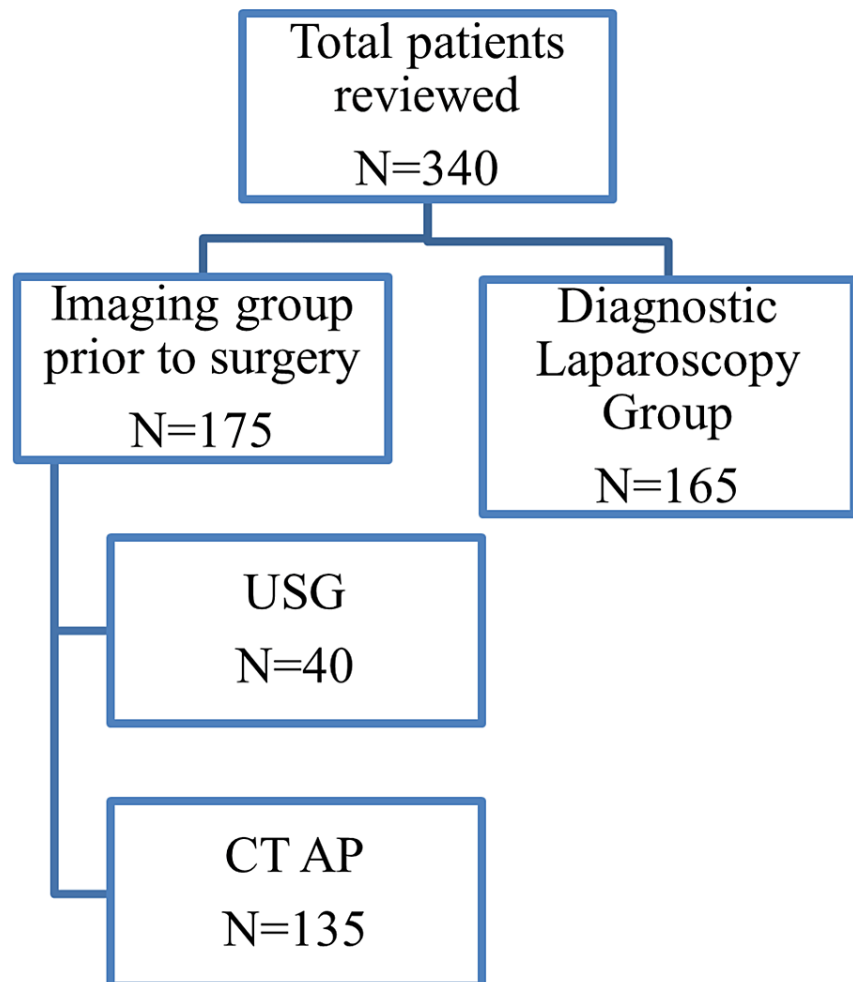 Total patients
reviewed
N=340
Imaging group
prior to surgery
N=175
Diagnostic
Laparoscopy
Group
N=165
USG
N=40
CT AP
N=135